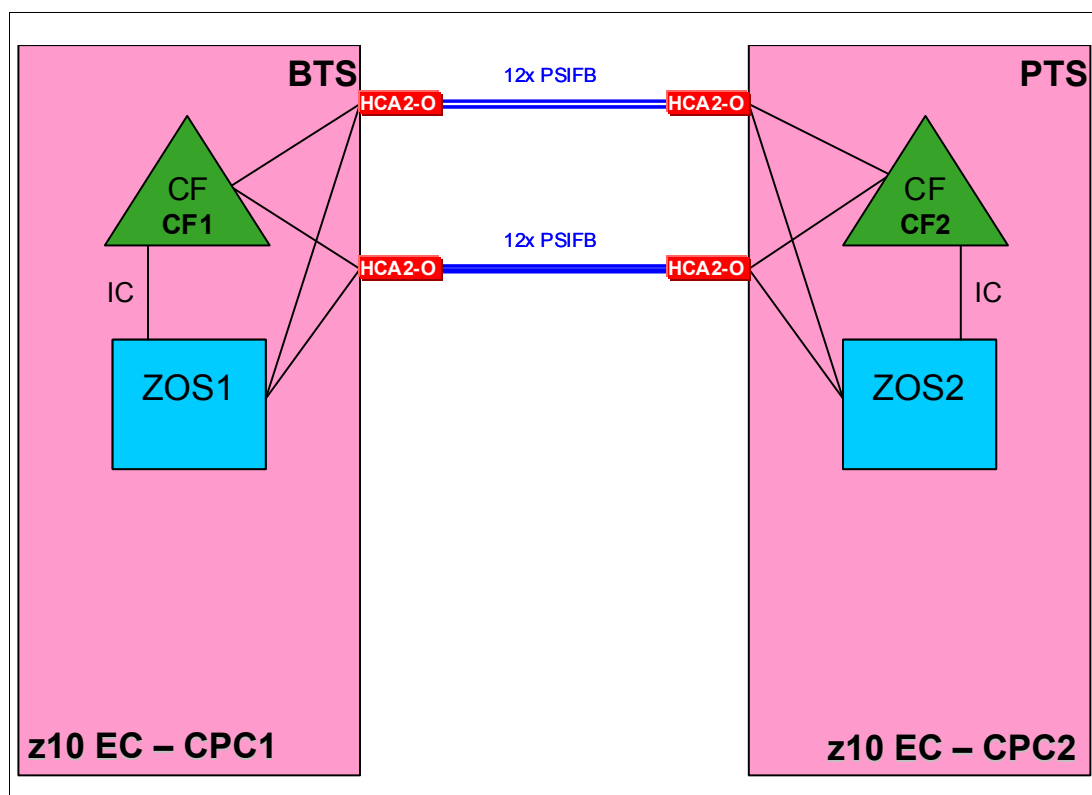 BTS
12x PSIFB
PTS
HCA2-O
HCA2-O
CF
CF1
CF
CF2
12x PSIFB
HCA2-O
HCA2-O
IC
IC
ZOS1
ZOS2
z10 EC – CPC1
z10 EC – CPC2